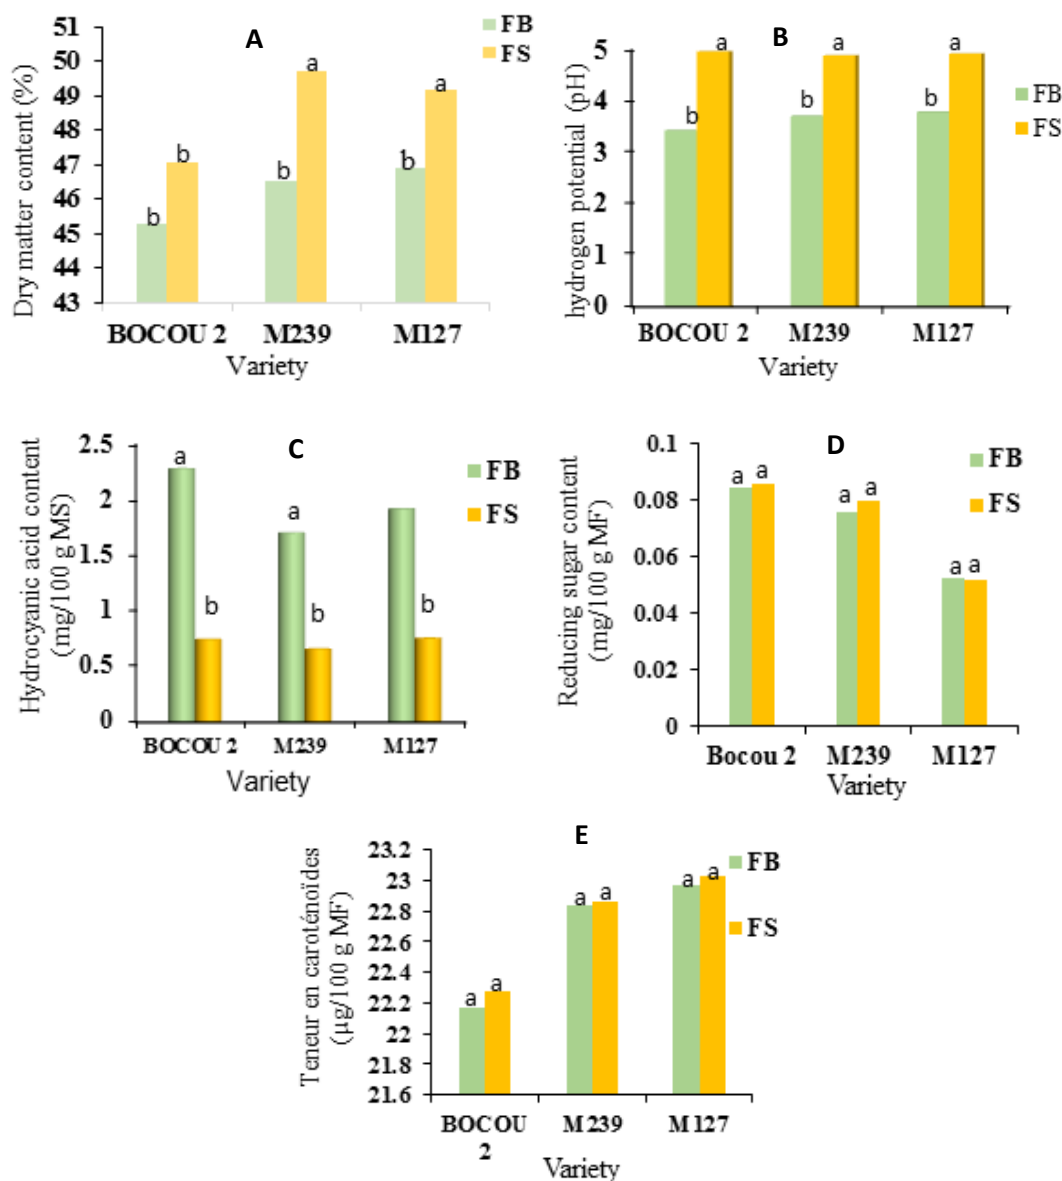 A
Dry matter content (%)
51
50
49
48
47
46
45
44
43
FB
FS
b
b
b
a
b
a
BOCOU 2 M239 M127
Variety
B
hydrogen potential (pH)
5
4
3
2
1
0
FB
FS
b
a
b
a
b
a
BOCOU 2 M239 M127
Variety
C
Hydrocyanic acid content
(mg/100 g MS)
2.5
2
1.5
1
0.5
0
FB
FS
a
b
a
b
b
BOCOU 2 M239 M127
Variety
D
Reducing sugar content
(mg/100 g MF)
0.1
0.08
0.06
0.04
0.02
0
FB
FS
a
a
a
a
a
a
Bocou 2 M239 M127
Variety
E
Teneur en caroténoïdes
(µg/100 g MF)
23.2
23
22.8
22.6
22.4
22.2
22
21.8
21.6
FB
FS
a
a
a
a
a
a
BOCOU M239 M127
2
Variety